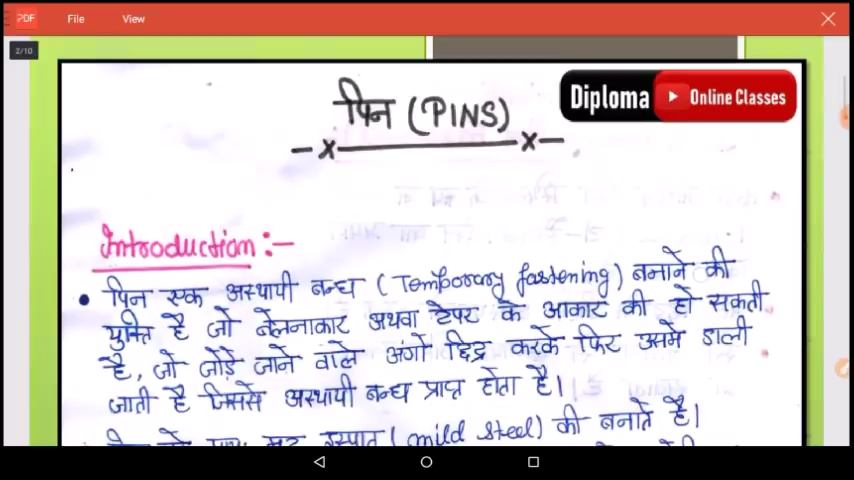 PDF File View
2/10
पिन (PINS)
Diploma Online Classes
Introduction :-
• पिन एक अस्थायी बन्ध (Temporary fastening) बनाने की
युक्ति है जो बेलनाकार अथवा टेपर के आकार की हो सकती
है, जो जोड़े जाने वाले अंगो छिद्र करके फिर उसमे डाली
जाती है जिससे अस्थायी बन्ध प्राप्त होता है।
इस्पात (mild steel) की बनाते है।